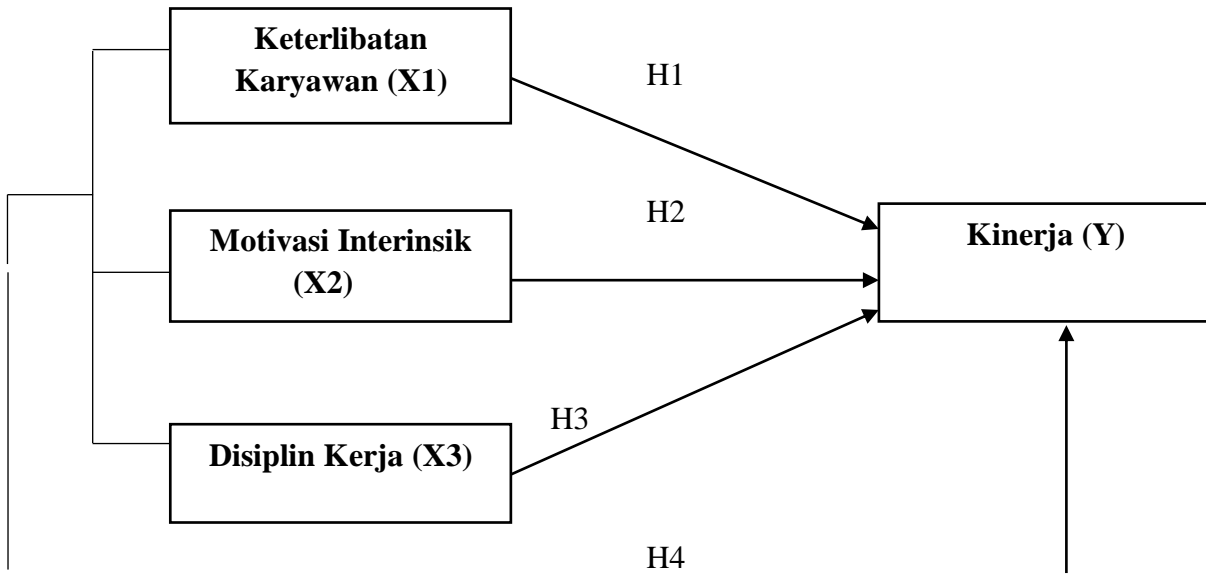 Keterlibatan
Karyawan (X1)
H1
H2
Motivasi Interinsik
(X2)
Kinerja (Y)
H3
Disiplin Kerja (X3)
H4